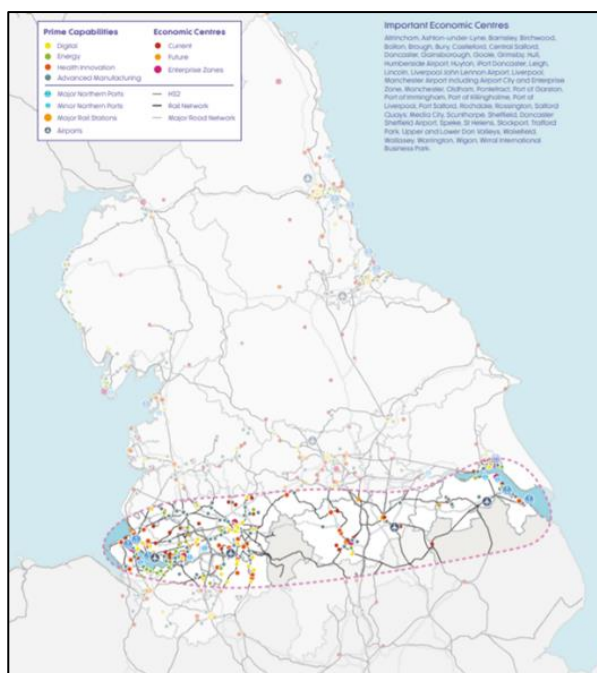 Prime Capabilities
Digital
Energy
Health Innovation
Advanced Manufacturing
Major Northern Ports
Minor Northern Ports
Major Rail Stations
Airports
Economic Centres
Current
Future
Enterprise Zones
HS2
Rail Network
Major Road Network
Important Economic Centres
Altrincham, Ashton-under-Lyne, Barnsley, Birchwood,
Bolton, Brough, Bury, Castleford, Central Salford,
Doncaster, Gainsborough, Goole, Grimsby, Hull,
Humberside Airport, Huyton, iPort Doncaster, Leigh,
Lincoln, Liverpool John Lennon Airport, Liverpool,
Manchester Airport including Airport City and Enterprise
Zone, Manchester, Oldham, Pontefract, Port of Garston,
Port of Immingham, Port of Killingholme, Port of
Liverpool, Port Salford, Rochdale, Rossington, Salford
Quays, Media City, Scunthorpe, Sheffield, Doncaster
Sheffield Airport, Speke, St Helens, Stockport, Trafford
Park, Upper and Lower Don Valleys, Wakefield,
Wallasey, Warrington, Wigan, Wirral International
Business Park.